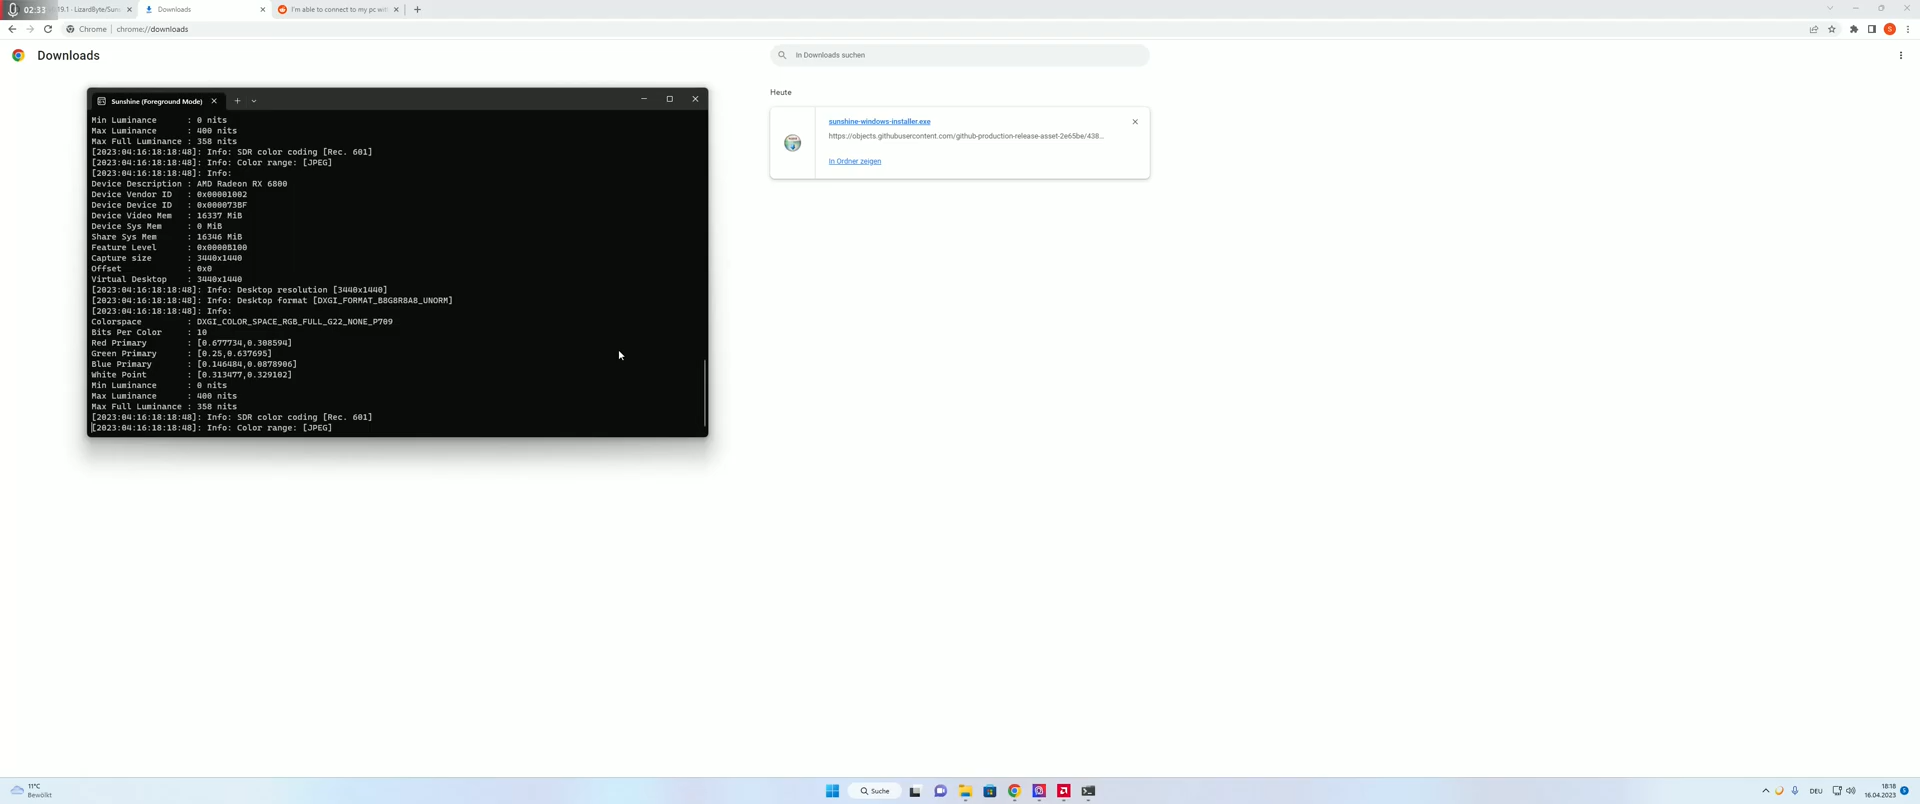 02:33
19.1 · LizardByte/Sun
Downloads
I'm able to connect to my pc wit
Chrome
chrome://downloads
Downloads
In Downloads suchen
Heute
sunshine-windows-installer.exe
https://objects.githubusercontent.com/github-production-release-asset-2e65be/438...
In Ordner zeigen
Sunshine (Foreground Mode)
Min Luminance : 0 nits
Max Luminance : 400 nits
Max Full Luminance : 358 nits
[2023:04:16:18:18:48]: Info: SDR color coding [Rec. 601]
[2023:04:16:18:18:48]: Info: Color range: [JPEG]
[2023:04:16:18:18:48]: Info:
Device Description : AMD Radeon RX 6800
Device Vendor ID : 0x00001002
Device Device ID : 0x000073BF
Device Video Mem : 16337 MiB
Device Sys Mem : 0 MiB
Share Sys Mem : 16346 MiB
Feature Level : 0x0000B100
Capture size : 3440x1440
Offset : 0x0
Virtual Desktop : 3440x1440
[2023:04:16:18:18:48]: Info: Desktop resolution [3440x1440]
[2023:04:16:18:18:48]: Info: Desktop format [DXGI_FORMAT_B8G8R8A8_UNORM]
[2023:04:16:18:18:48]: Info:
Colorspace : DXGI_COLOR_SPACE_RGB_FULL_G22_NONE_P709
Bits Per Color : 10
Red Primary : [0.677734,0.308594]
Green Primary : [0.25,0.637695]
Blue Primary : [0.146484,0.0878906]
White Point : [0.313477,0.329102]
Min Luminance : 0 nits
Max Luminance : 400 nits
Max Full Luminance : 358 nits
[2023:04:16:18:18:48]: Info: SDR color coding [Rec. 601]
[2023:04:16:18:18:48]: Info: Color range: [JPEG]
11°C
Bewölkt
Suche
DEU
18:18
16.04.2023